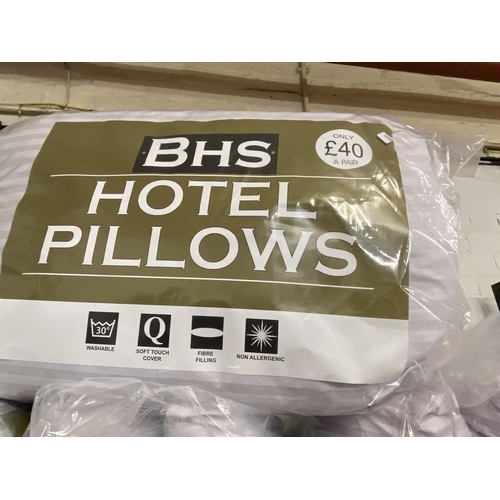 BHS
ONLY
£40
A PAIR
HOTEL
PILLOWS
30°
WASHABLE
Q
SOFT TOUCH
COVER
FIBRE
FILLING
NON ALLERGENIC